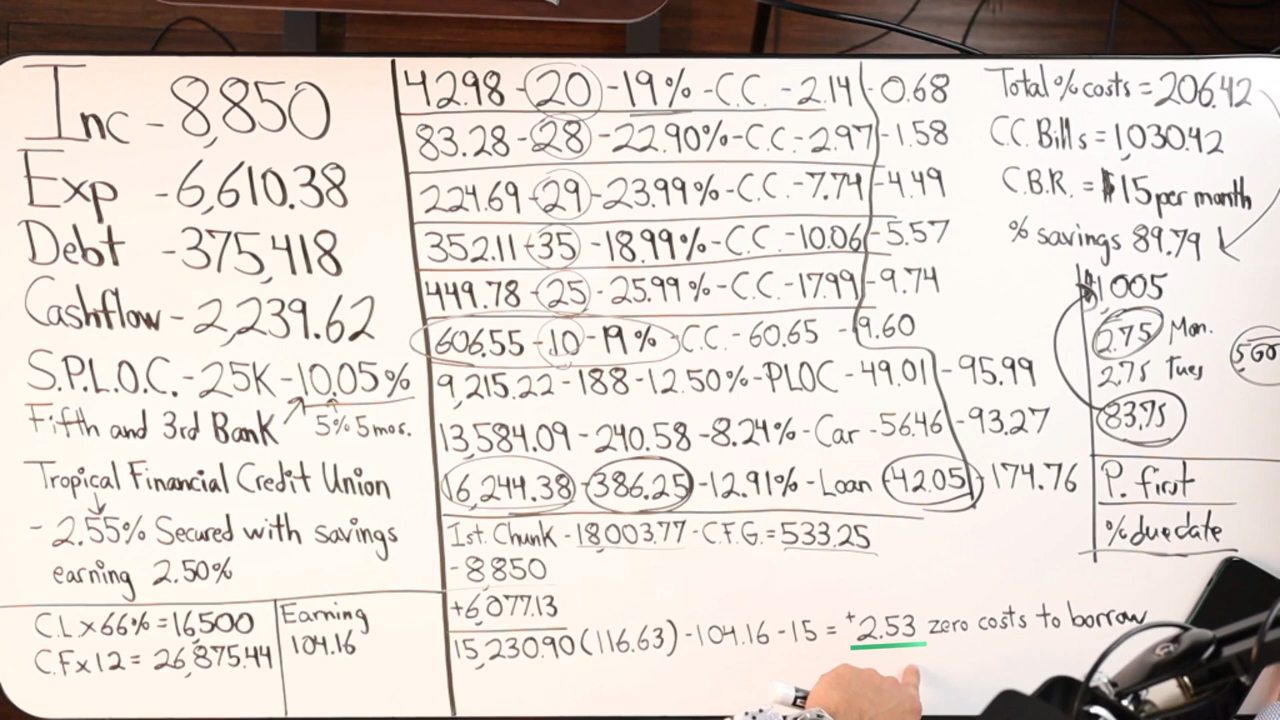 Inc - 8,850
Exp - 6,610.38
Debt - 375,418
Cashflow - 2,239.62
S.P.L.O.C. - 25K - 10.05%
Fifth and 3rd Bank 5% 5 mos.
Tropical Financial Credit Union
- 2.55% Secured with savings
earning 2.50%
C.L x 66% = 16,500
C.F x 12 = 26,875.44
Earning
104.16
42.98 - 20 - 19% - C.C. - 2.14 - 0.68
83.28 - 28 - 22.90% - C.C. - 2.97 - 1.58
224.69 - 29 - 23.99% - C.C. - 7.74 - 4.49
352.11 - 35 - 18.99% - C.C. - 10.06 - 5.57
449.78 - 25 - 25.99% - C.C. - 17.99 - 9.74
606.55 - 10 - 19% - C.C. - 60.65 - 9.60
9,215.22 - 188 - 12.50% - PLOC - 49.01 - 95.99
13,584.09 - 240.58 - 8.24% - Car - 56.46 - 93.27
16,244.38 - 386.25 - 12.91% - Loan - 42.05 - 174.76
1st. Chunk - 18,003.77 - C.F.G. = 533.25
- 8850
+ 6,077.13
15,230.90 (116.63) - 104.16 - 15 = +2.53 zero costs to borrow
Total % costs = 206.42
C.C. Bills = 1,030.42
C.B.R. = $15 per month
% savings 89.79
$1005
2.75 Mon.
2.75 Tues
83.75
P. first
% due date